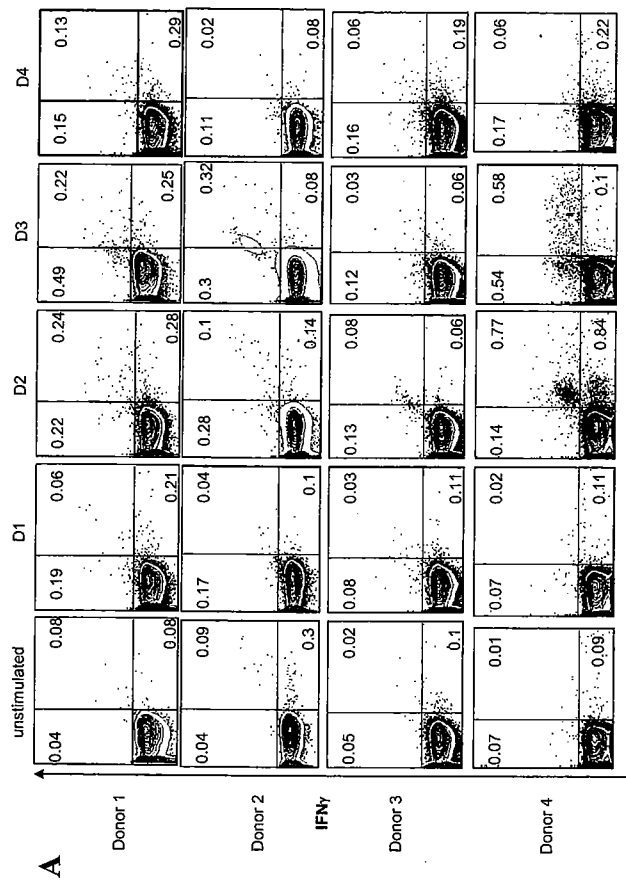 A
unstimulated D1 D2 D3 D4
0.04 0.08 0.19 0.06 0.22 0.24 0.49 0.22 0.15 0.13
Donor 1
0.08 0.21 0.28 0.25 0.29
0.04 0.09 0.17 0.04 0.28 0.1 0.3 0.32 0.11 0.02
Donor 2
0.3 0.1 0.14 0.08 0.08
IFNγ
0.05 0.02 0.08 0.03 0.13 0.08 0.12 0.03 0.16 0.06
Donor 3
0.1 0.11 0.06 0.06 0.19
0.07 0.01 0.07 0.02 0.14 0.77 0.54 0.58 0.17 0.06
Donor 4
0.09 0.11 0.84 0.1 0.22